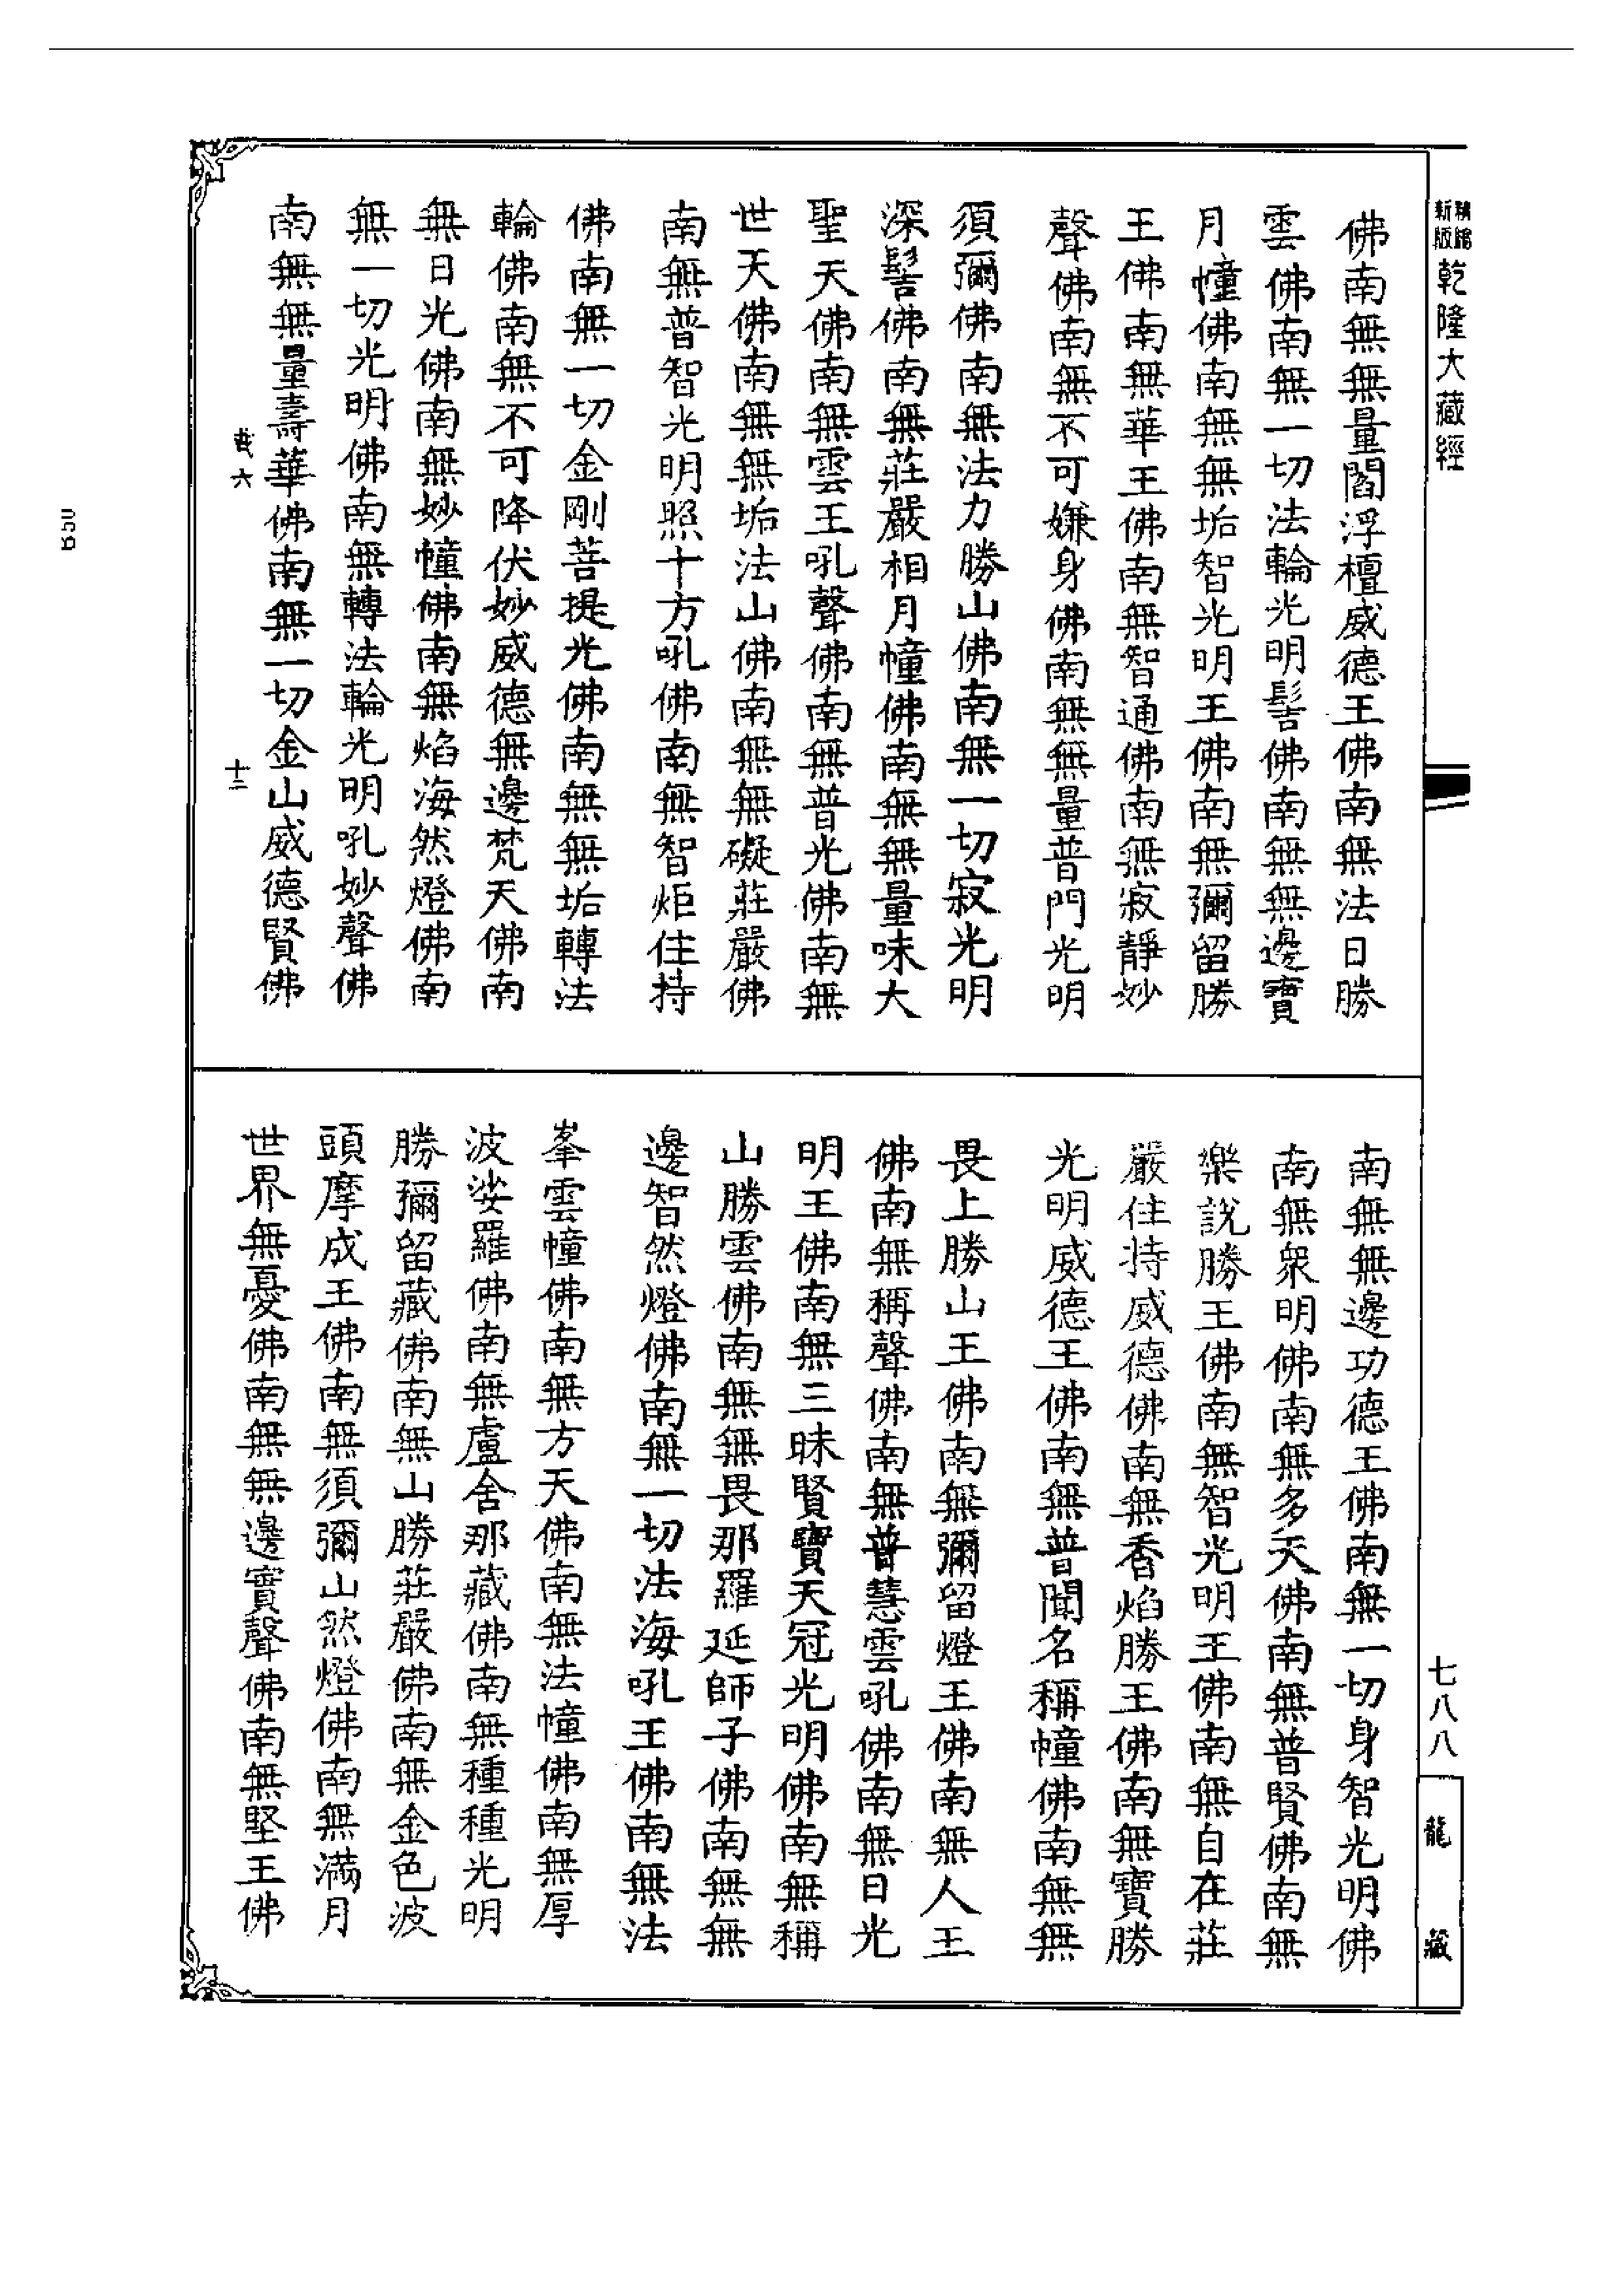 新版
精縮
乾隆大藏經
佛南無無量閻浮檀威德王佛南無法日勝
雲佛南無一切法輪光明髻佛南無無邊寶
月幢佛南無無垢智光明王佛南無彌留勝
王佛南無華王佛南無智通佛南無寂靜妙
聲佛南無不可嫌身佛南無無量普門光明
須彌佛南無法力勝山佛南無一切寂光明
深髻佛南無莊嚴相月幢佛南無無量味大
聖天佛南無雲王吼聲佛南無普光佛南無
世天佛南無無垢法山佛南無無礙莊嚴佛
南無普智光明照十方吼佛南無智炬住持
佛南無一切金剛菩提光佛南無無垢轉法
輪佛南無不可降伏妙威德無邊梵天佛南
無日光佛南無妙幢佛南無焰海然燈佛南
無一切光明佛南無轉法輪光明吼妙聲佛
南無無量壽華佛南無一切金山威德賢佛
六
十二
南無無邊功德王佛南無一切身智光明佛
南無眾明佛南無多天佛南無普賢佛南無
樂說勝王佛南無智光明王佛南無自在莊
嚴住持威德佛南無香焰勝王佛南無寶勝
光明威德王佛南無普聞名稱幢佛南無無
畏上勝山王佛南無彌留燈王佛南無人王
佛南無稱聲佛南無普慧雲吼佛南無日光
明王佛南無三昧賢寶天冠光明佛南無稱
山勝雲佛南無無畏那羅延師子佛南無無
邊智然燈佛南無一切法海吼王佛南無法
峯雲幢佛南無方天佛南無法幢佛南無厚
波娑羅佛南無盧舍那藏佛南無種種光明
勝彌留藏佛南無山勝莊嚴佛南無金色波
頭摩成王佛南無須彌山然燈佛南無滿月
世界無憂佛南無無邊實聲佛南無堅王佛
七八八
龍藏